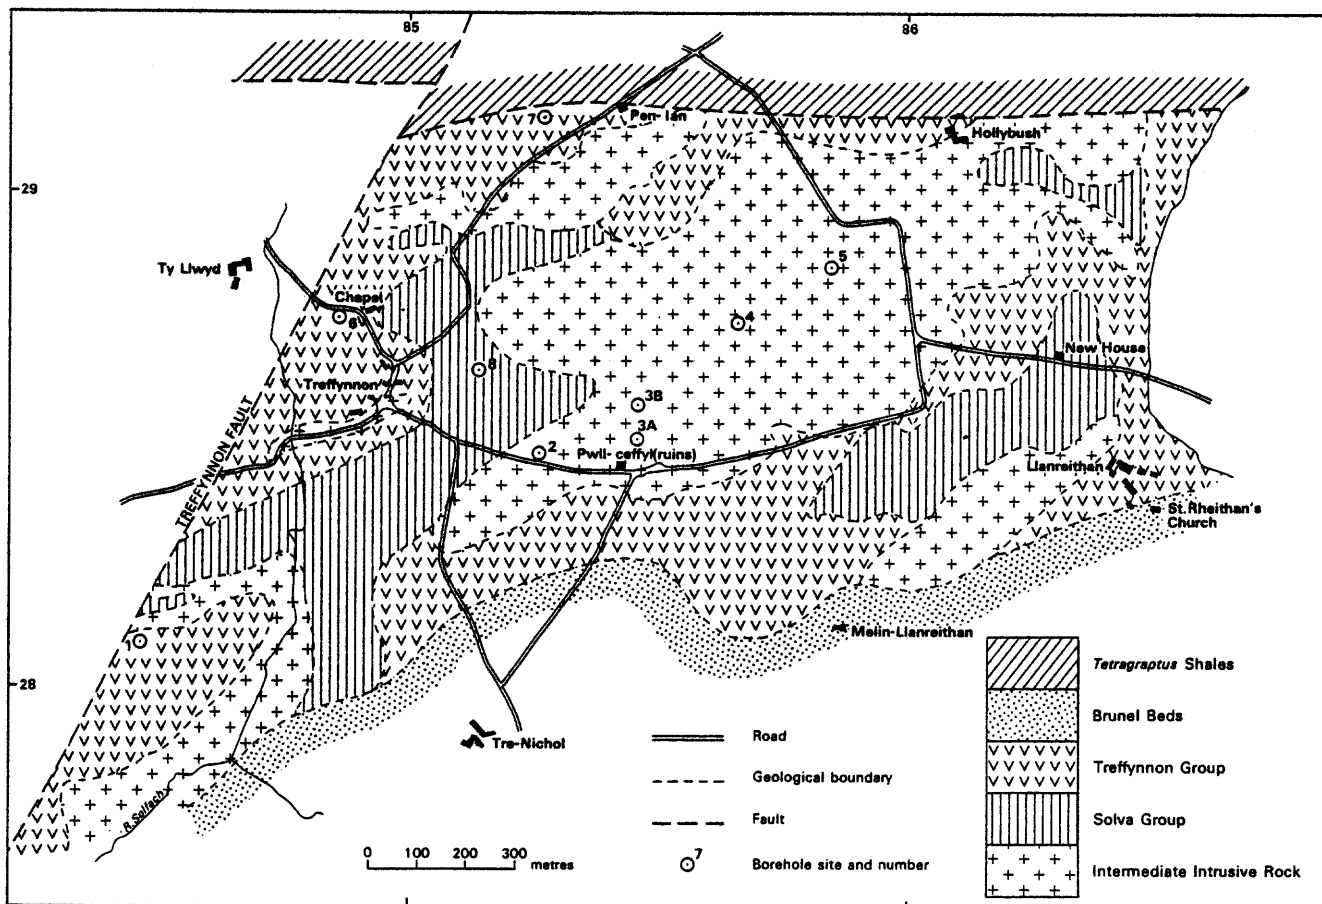 85
86
7
Pen-lan
Hollybush
29
Ty Llwyd
5
Chapel
6
4
New House
8
Treffynnon
3B
3A
TREFFYNNON FAULT
2
Pwll-ceffyl(ruins)
Llanreithan
St.Rheithan's
Church
1
Melin-Llanreithan
28
Tre-Nichol
R.Solfach
Road
Geological boundary
Fault
7
Borehole site and number
0 100 200 300
metres
Tetragraptus Shales
Brunel Beds
Treffynnon Group
Solva Group
Intermediate Intrusive Rock